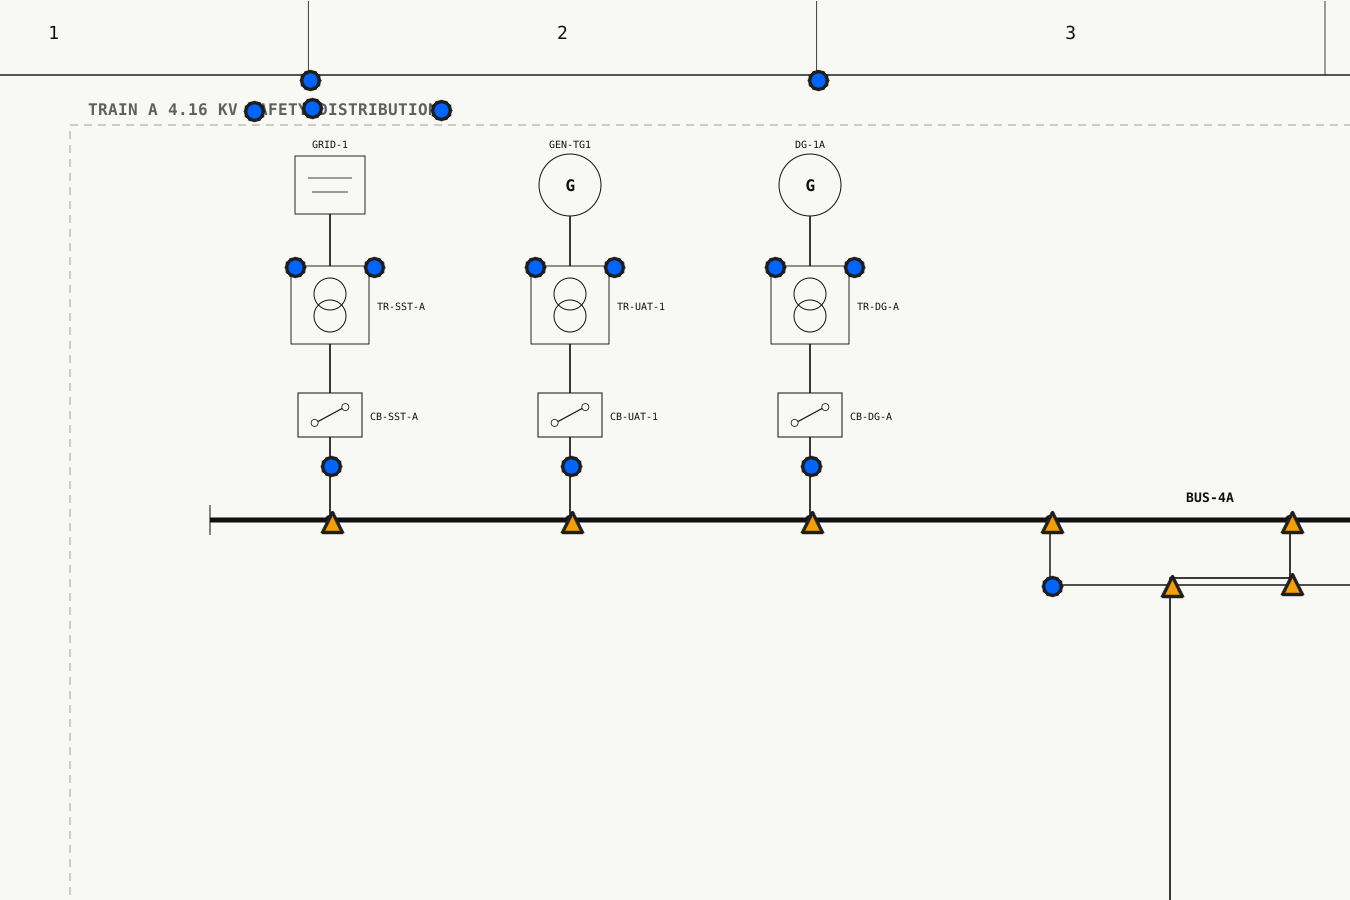 1 2 3
TRAIN A 4.16 KV SAFETY DISTRIBUTION
GRID-1 GEN-TG1 DG-1A
G G
TR-SST-A TR-UAT-1 TR-DG-A
CB-SST-A CB-UAT-1 CB-DG-A
BUS-4A